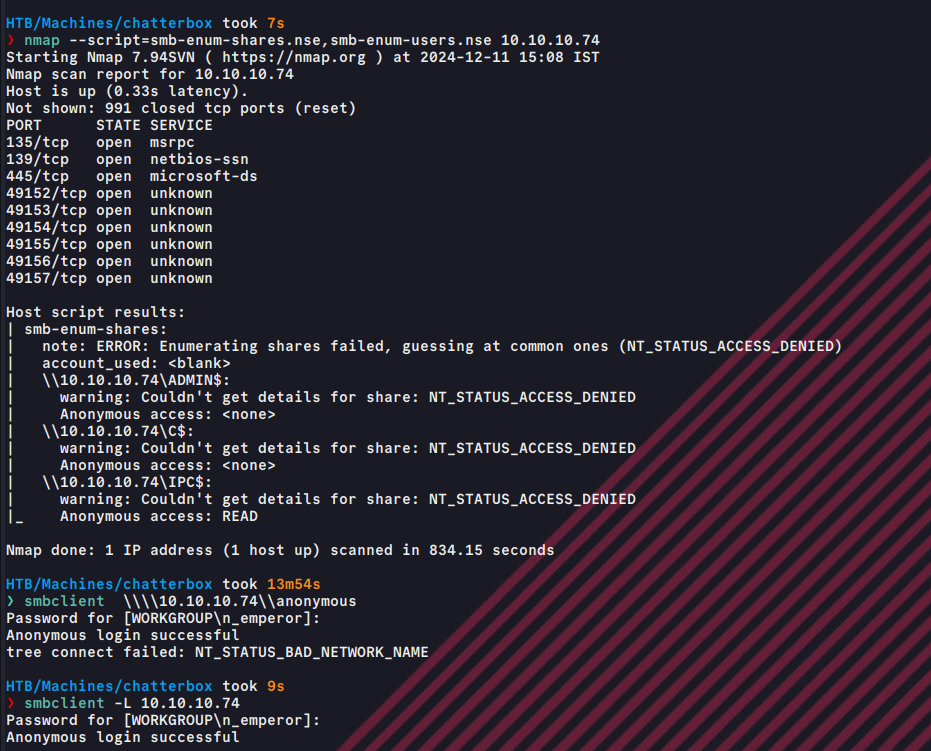 HTB/Machines/chatterbox took 7s
❯ nmap --script=smb-enum-shares.nse,smb-enum-users.nse 10.10.10.74
Starting Nmap 7.94SVN ( https://nmap.org ) at 2024-12-11 15:08 IST
Nmap scan report for 10.10.10.74
Host is up (0.33s latency).
Not shown: 991 closed tcp ports (reset)
PORT      STATE SERVICE
135/tcp   open  msrpc
139/tcp   open  netbios-ssn
445/tcp   open  microsoft-ds
49152/tcp open  unknown
49153/tcp open  unknown
49154/tcp open  unknown
49155/tcp open  unknown
49156/tcp open  unknown
49157/tcp open  unknown
Host script results:
| smb-enum-shares:
|   note: ERROR: Enumerating shares failed, guessing at common ones (NT_STATUS_ACCESS_DENIED)
|   account_used: <blank>
|   \\10.10.10.74\ADMIN$:
|     warning: Couldn't get details for share: NT_STATUS_ACCESS_DENIED
|     Anonymous access: <none>
|   \\10.10.10.74\C$:
|     warning: Couldn't get details for share: NT_STATUS_ACCESS_DENIED
|     Anonymous access: <none>
|   \\10.10.10.74\IPC$:
|     warning: Couldn't get details for share: NT_STATUS_ACCESS_DENIED
|_    Anonymous access: READ
Nmap done: 1 IP address (1 host up) scanned in 834.15 seconds
HTB/Machines/chatterbox took 13m54s
❯ smbclient  \\\\10.10.10.74\\anonymous
Password for [WORKGROUP\n_emperor]:
Anonymous login successful
tree connect failed: NT_STATUS_BAD_NETWORK_NAME
HTB/Machines/chatterbox took 9s
❯ smbclient -L 10.10.10.74
Password for [WORKGROUP\n_emperor]:
Anonymous login successful